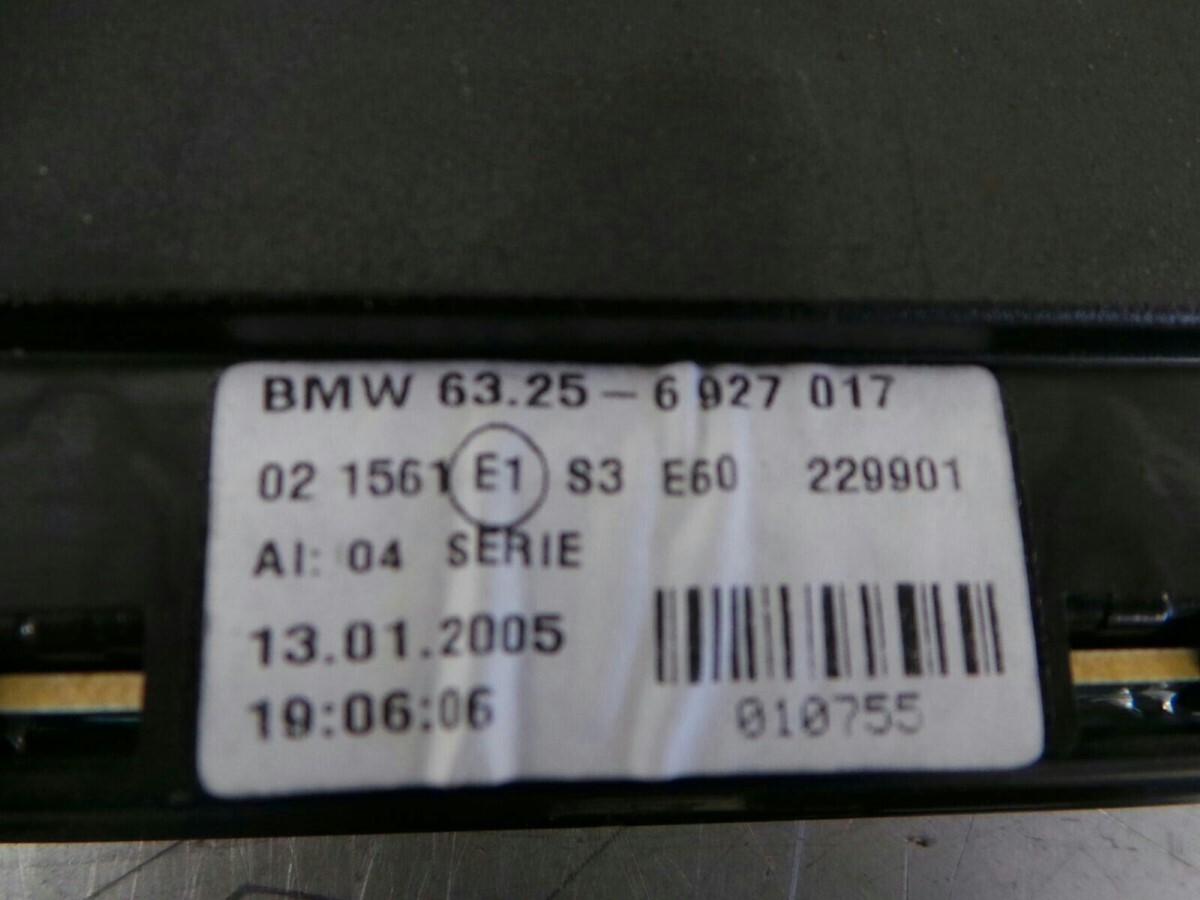 BMW 63.25 – 6 927 017
02 1561 E1 S3 E60 229901
AI: 04 SERIE
13.01.2005
19:06:06
010755